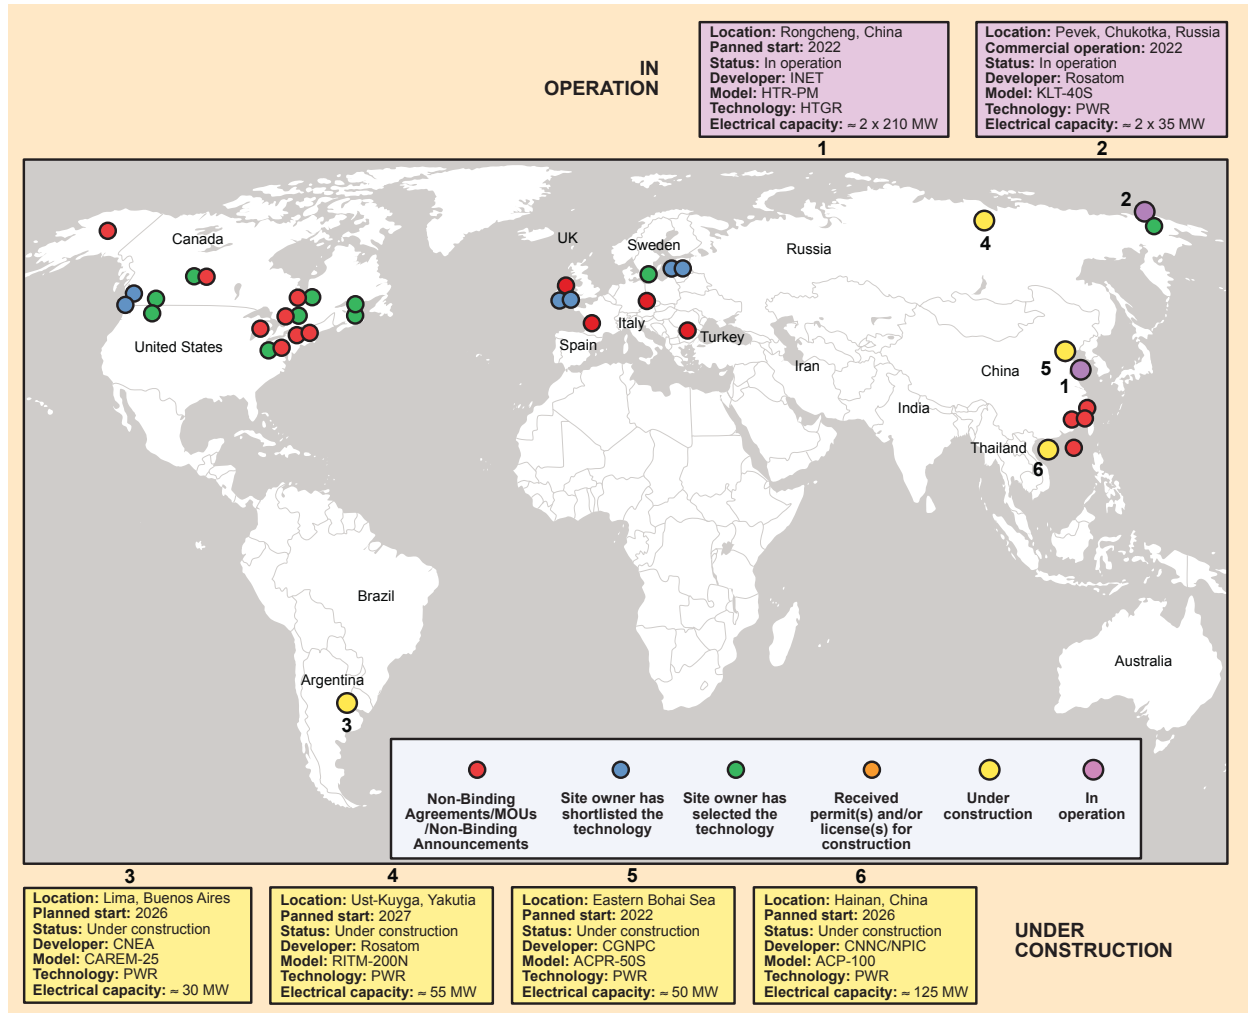 IN
OPERATION
Location: Rongcheng, China
Panned start: 2022
Status: In operation
Developer: INET
Model: HTR-PM
Technology: HTGR
Electrical capacity: ≈ 2 x 210 MW
1
Location: Pevek, Chukotka, Russia
Commercial operation: 2022
Status: In operation
Developer: Rosatom
Model: KLT-40S
Technology: PWR
Electrical capacity: ≈ 2 x 35 MW
2
2
4
Canada
UK
Sweden
Russia
United States
Spain
Italy
Turkey
Iran
China
5
1
India
Thailand
6
Brazil
Argentina
3
Australia
Non-Binding
Agreements/MOUs
/Non-Binding
Announcements
Site owner has
shortlisted the
technology
Site owner has
selected the
technology
Received
permit(s) and/or
license(s) for
construction
Under
construction
In
operation
3
Location: Lima, Buenos Aires
Planned start: 2026
Status: Under construction
Developer: CNEA
Model: CAREM-25
Technology: PWR
Electrical capacity: ≈ 30 MW
4
Location: Ust-Kuyga, Yakutia
Planned start: 2027
Status: Under construction
Developer: Rosatom
Model: RITM-200N
Technology: PWR
Electrical capacity: ≈ 55 MW
5
Location: Eastern Bohai Sea
Panned start: 2022
Status: Under construction
Developer: CGNPC
Model: ACPR-50S
Technology: PWR
Electrical capacity: ≈ 50 MW
6
Location: Hainan, China
Panned start: 2026
Status: Under construction
Developer: CNNC/NPIC
Model: ACP-100
Technology: PWR
Electrical capacity: ≈ 125 MW
UNDER
CONSTRUCTION